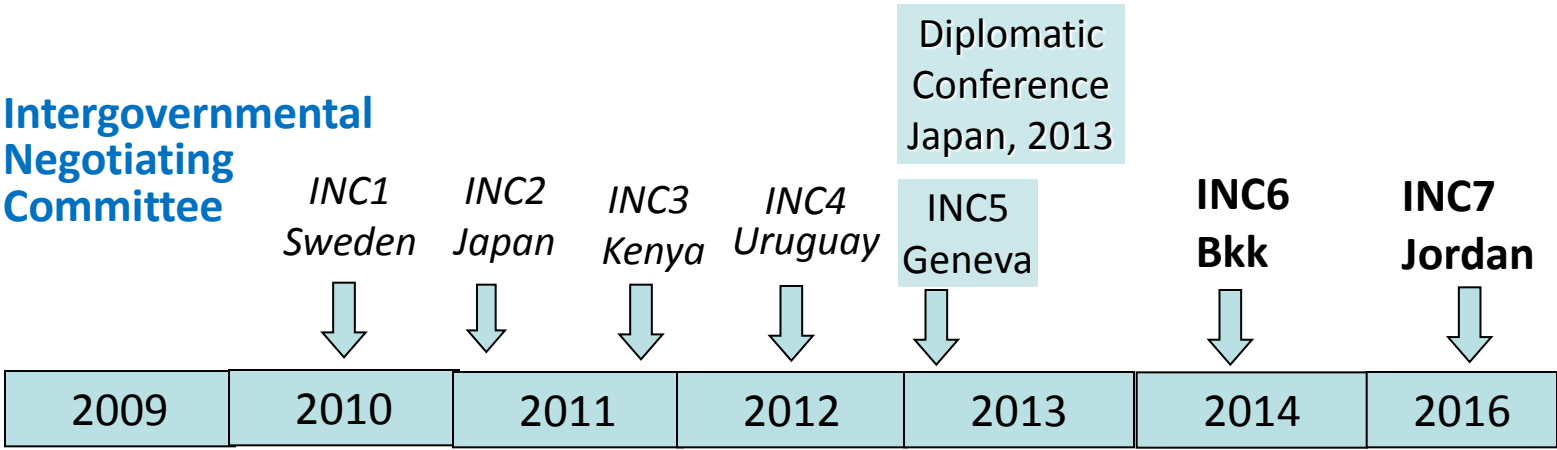 Intergovernmental
Negotiating
Committee
INC1
Sweden
INC2
Japan
INC3
Kenya
INC4
Uruguay
Diplomatic
Conference
Japan, 2013
INC5
Geneva
INC6
Bkk
INC7
Jordan
2009
2010
2011
2012
2013
2014
2016